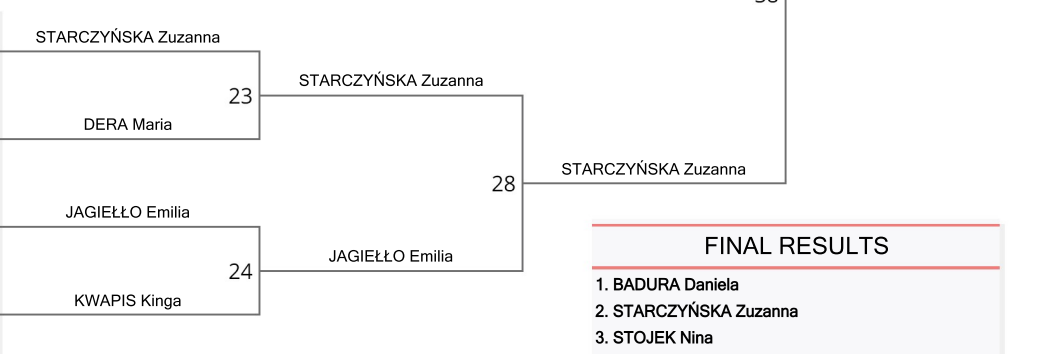 STARCZYŃSKA Zuzanna
STARCZYŃSKA Zuzanna
23
DERA Maria
STARCZYŃSKA Zuzanna
28
JAGIEŁŁO Emilia
JAGIEŁŁO Emilia
24
KWAPIS Kinga
FINAL RESULTS
1. BADURA Daniela
2. STARCZYŃSKA Zuzanna
3. STOJEK Nina